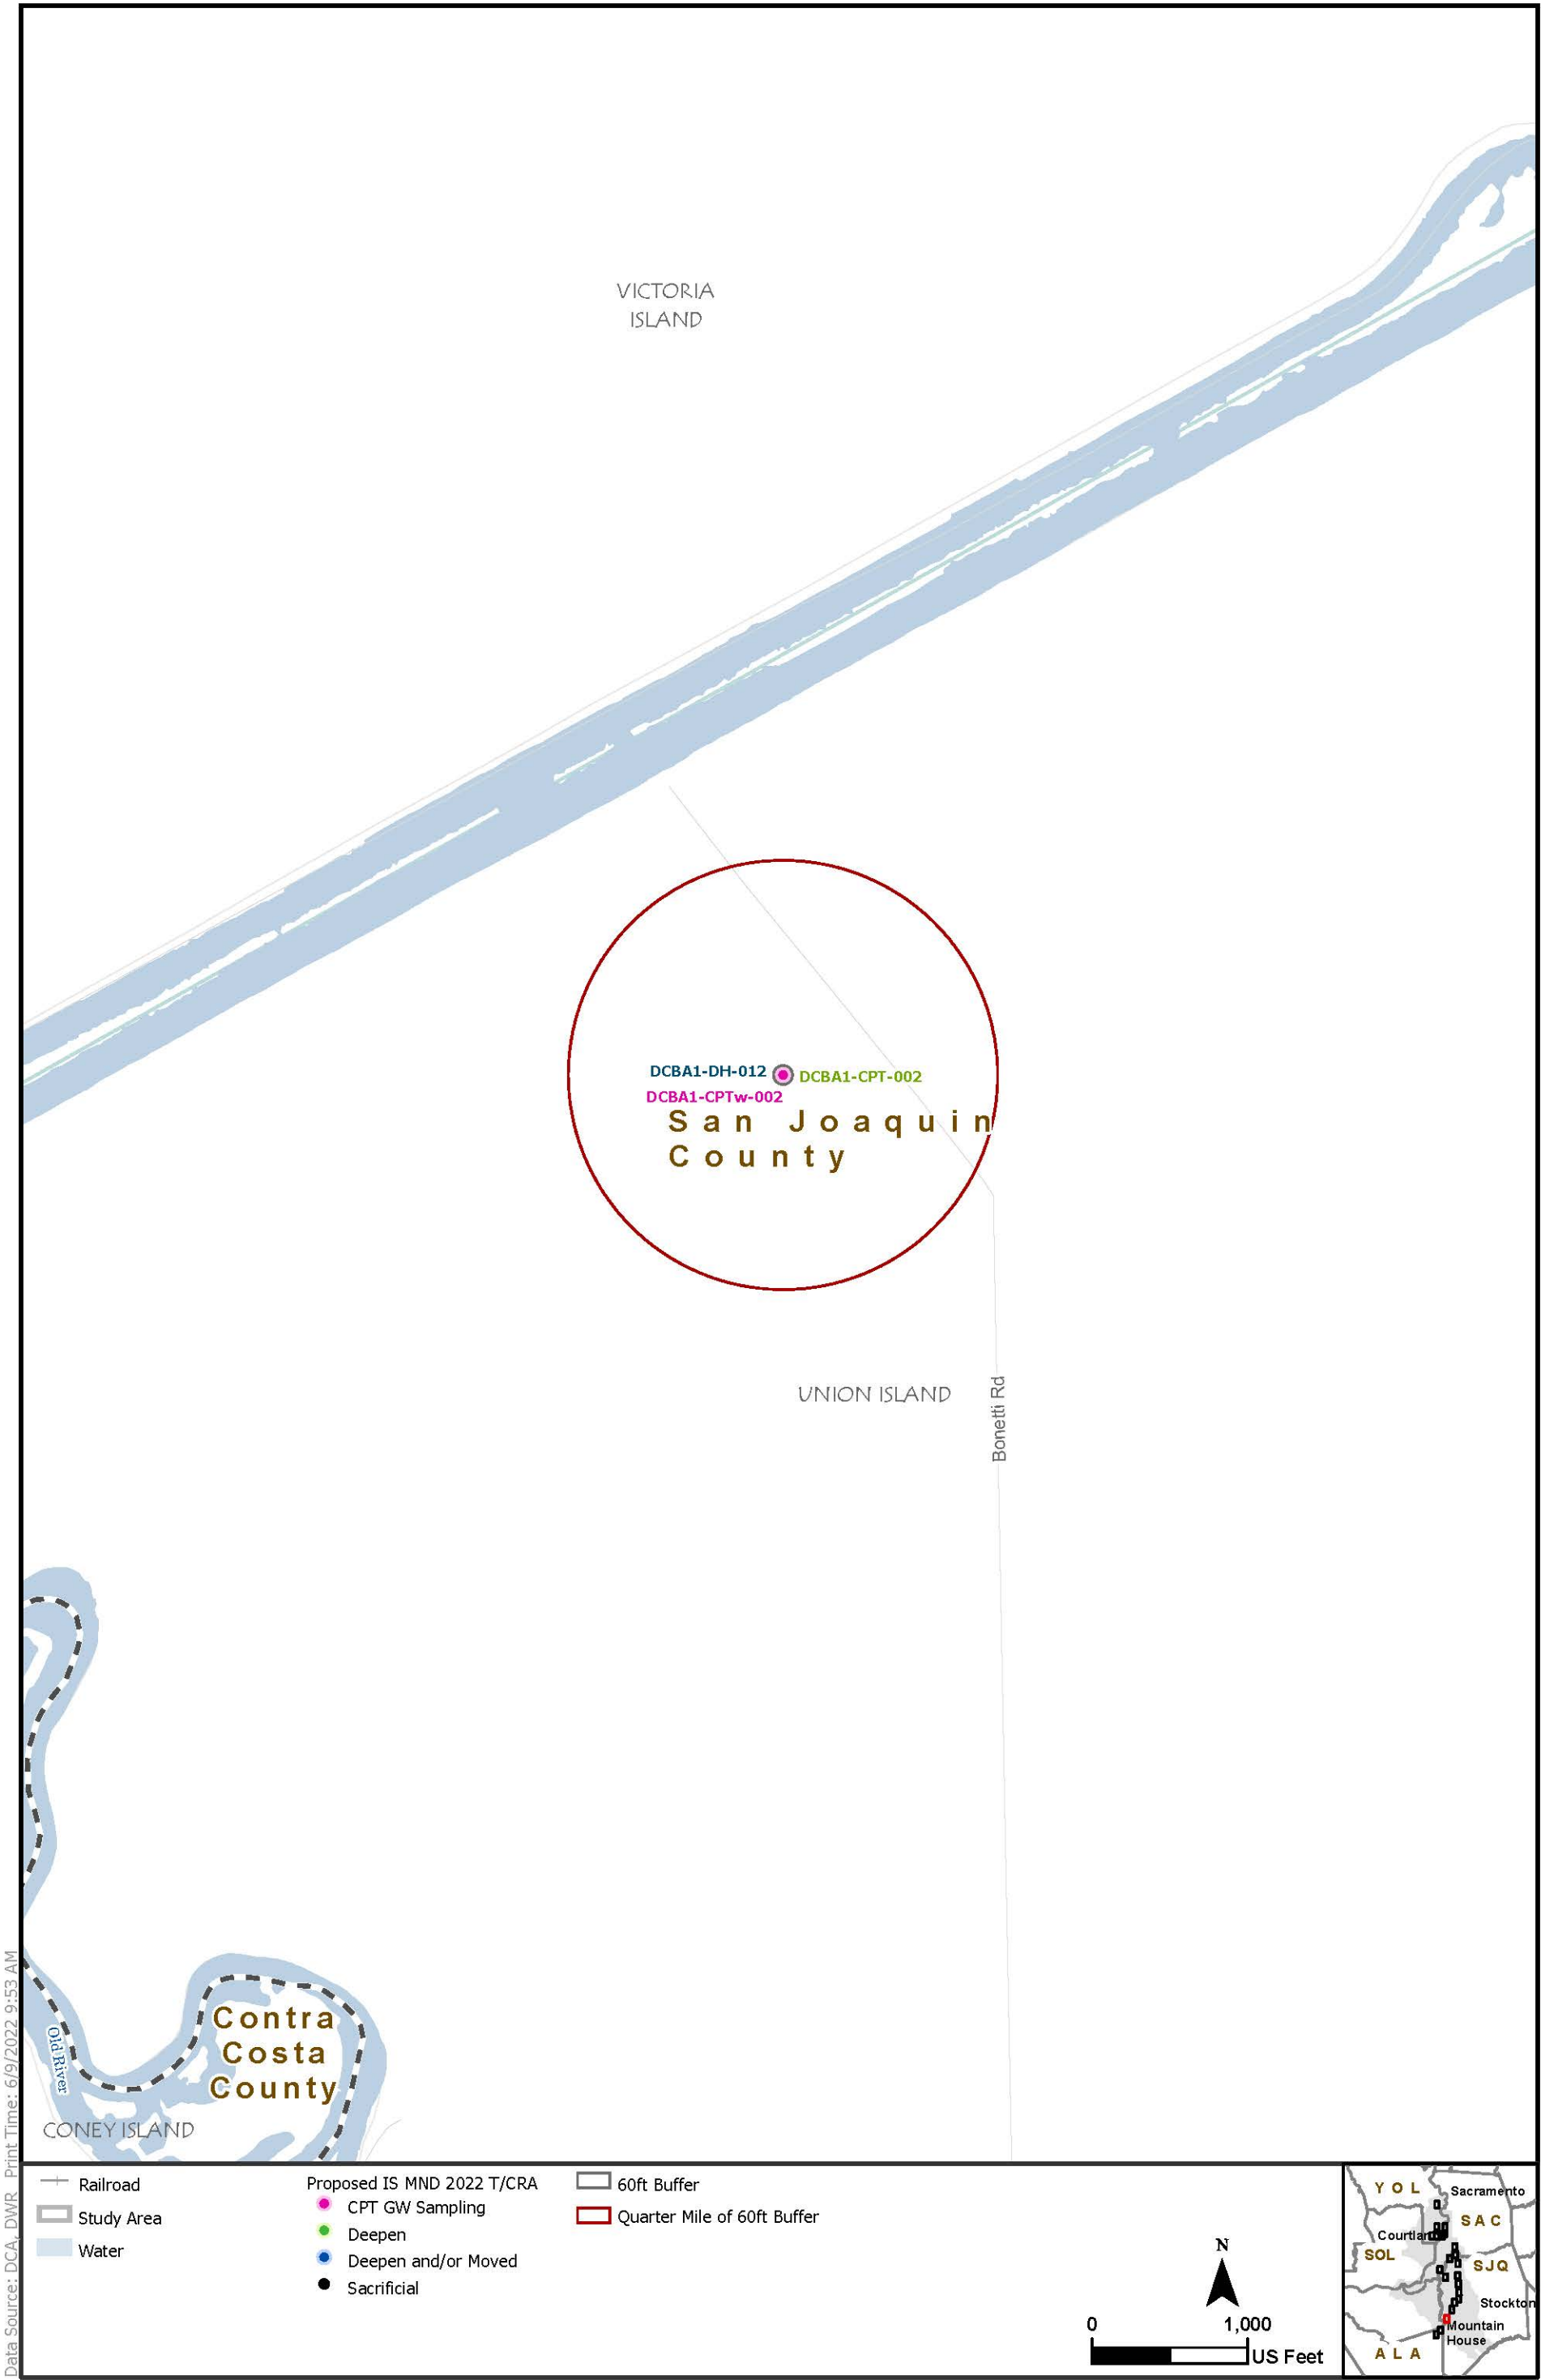 VICTORIA
ISLAND
DCBA1-DH-012
DCBA1-CPT-002
DCBA1-CPTw-002
San Joaquin
County
UNION ISLAND
Bonetti Rd
Contra
Costa
County
Old River
CONEY ISLAND
Data Source: DCA, DWR Print Time: 6/9/2022 9:53 AM
Railroad
Study Area
Water
Proposed IS MND 2022 T/CRA
CPT GW Sampling
Deepen
Deepen and/or Moved
Sacrificial
60ft Buffer
Quarter Mile of 60ft Buffer
N
0 1,000
US Feet
YOL
Sacramento
SAC
Courtlan
SOL
SJQ
Stockton
Mountain
House
ALA